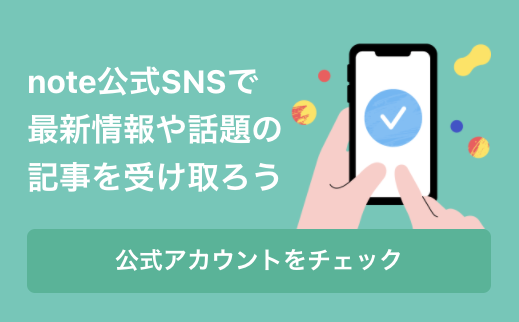 note公式SNSで
最新情報や話題の
記事を受け取ろう
公式アカウントをチェック